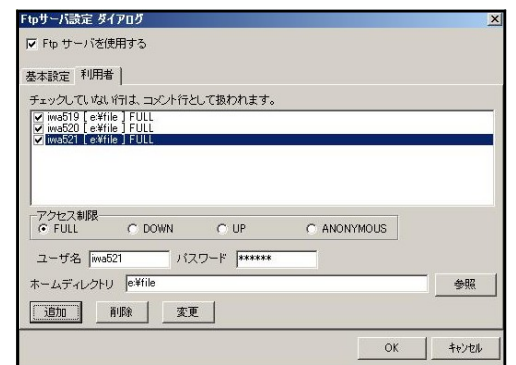 Ftpサーバ設定 ダイアログ
Ftp サーバを使用する
基本設定 利用者
チェックしていない行は、コメント行として扱われます。
iwa519 [ e:¥file ] FULL
iwa520 [ e:¥file ] FULL
iwa521 [ e:¥file ] FULL
アクセス制限
FULL DOWN UP ANONYMOUS
ユーザ名 iwa521 パスワード ******
ホームディレクトリ e:¥file 参照
追加 削除 変更
OK キャンセル